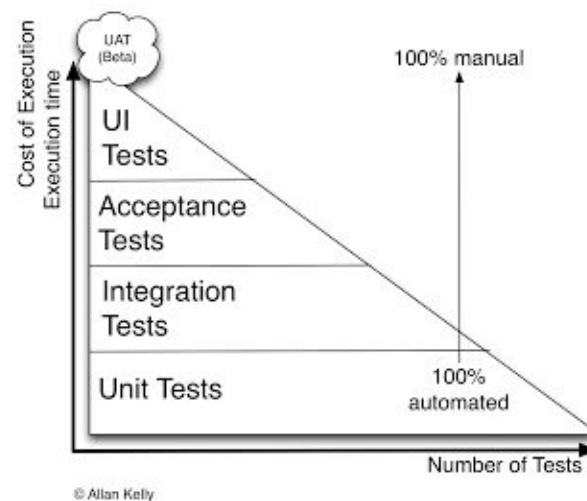 UAT
(Beta)
100% manual
Cost of Execution
Execution time
UI
Tests
Acceptance
Tests
Integration
Tests
Unit Tests
100%
automated
Number of Tests
© Allan Kelly